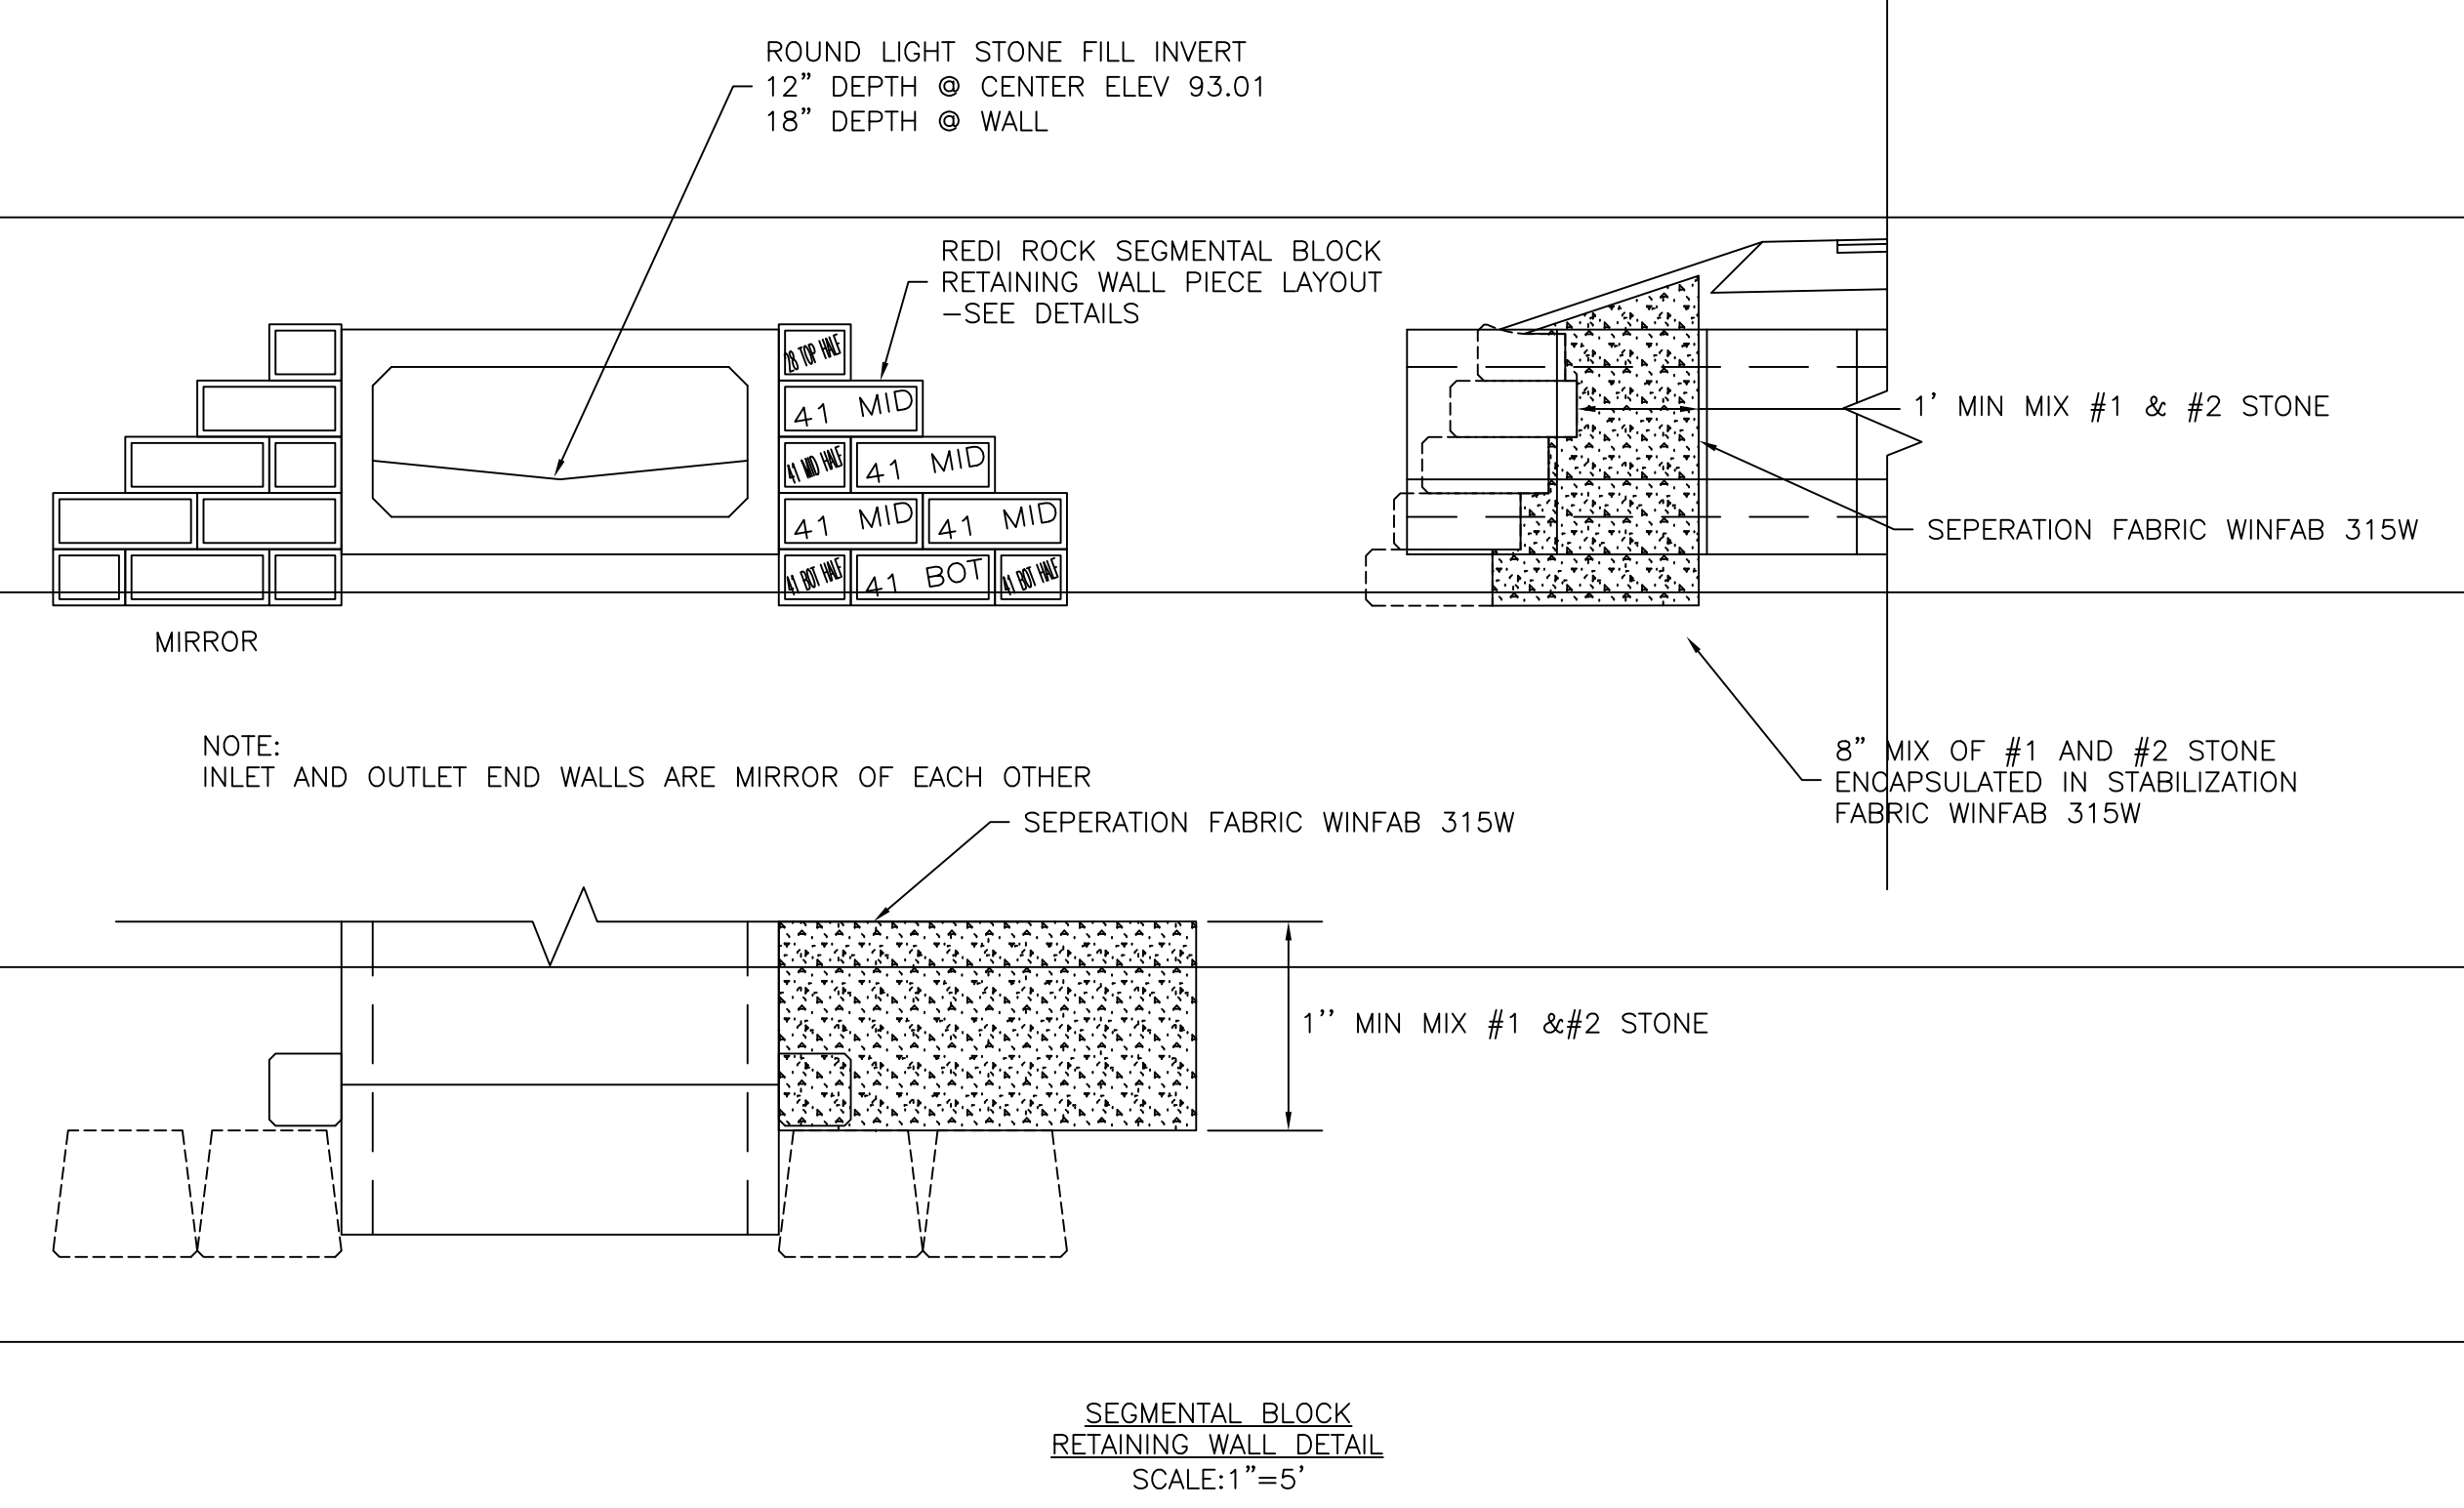 ROUND LIGHT STONE FILL INVERT
12" DEPTH @ CENTER ELEV 93.01
18" DEPTH @ WALL
REDI ROCK SEGMENTAL BLOCK
RETAINING WALL PIECE LAYOUT
-SEE DETAILS
28 TOP HALF
41 MID
41 MID HALF
41 MID
41 MID
41 MID
41 BOT HALF
41 BOT
41 BOT HALF
MIRROR
1' MIN MIX #1 & #2 STONE
SEPERATION FABRIC WINFAB 315W
8" MIX OF #1 AND #2 STONE
ENCAPSULATED IN STABILIZATION
FABRIC WINFAB 315W
NOTE:
INLET AND OUTLET END WALLS ARE MIRROR OF EACH OTHER
SEPERATION FABRIC WINFAB 315W
1'' MIN MIX #1 &#2 STONE
SEGMENTAL BLOCK
RETAINING WALL DETAIL
SCALE:1"=5'